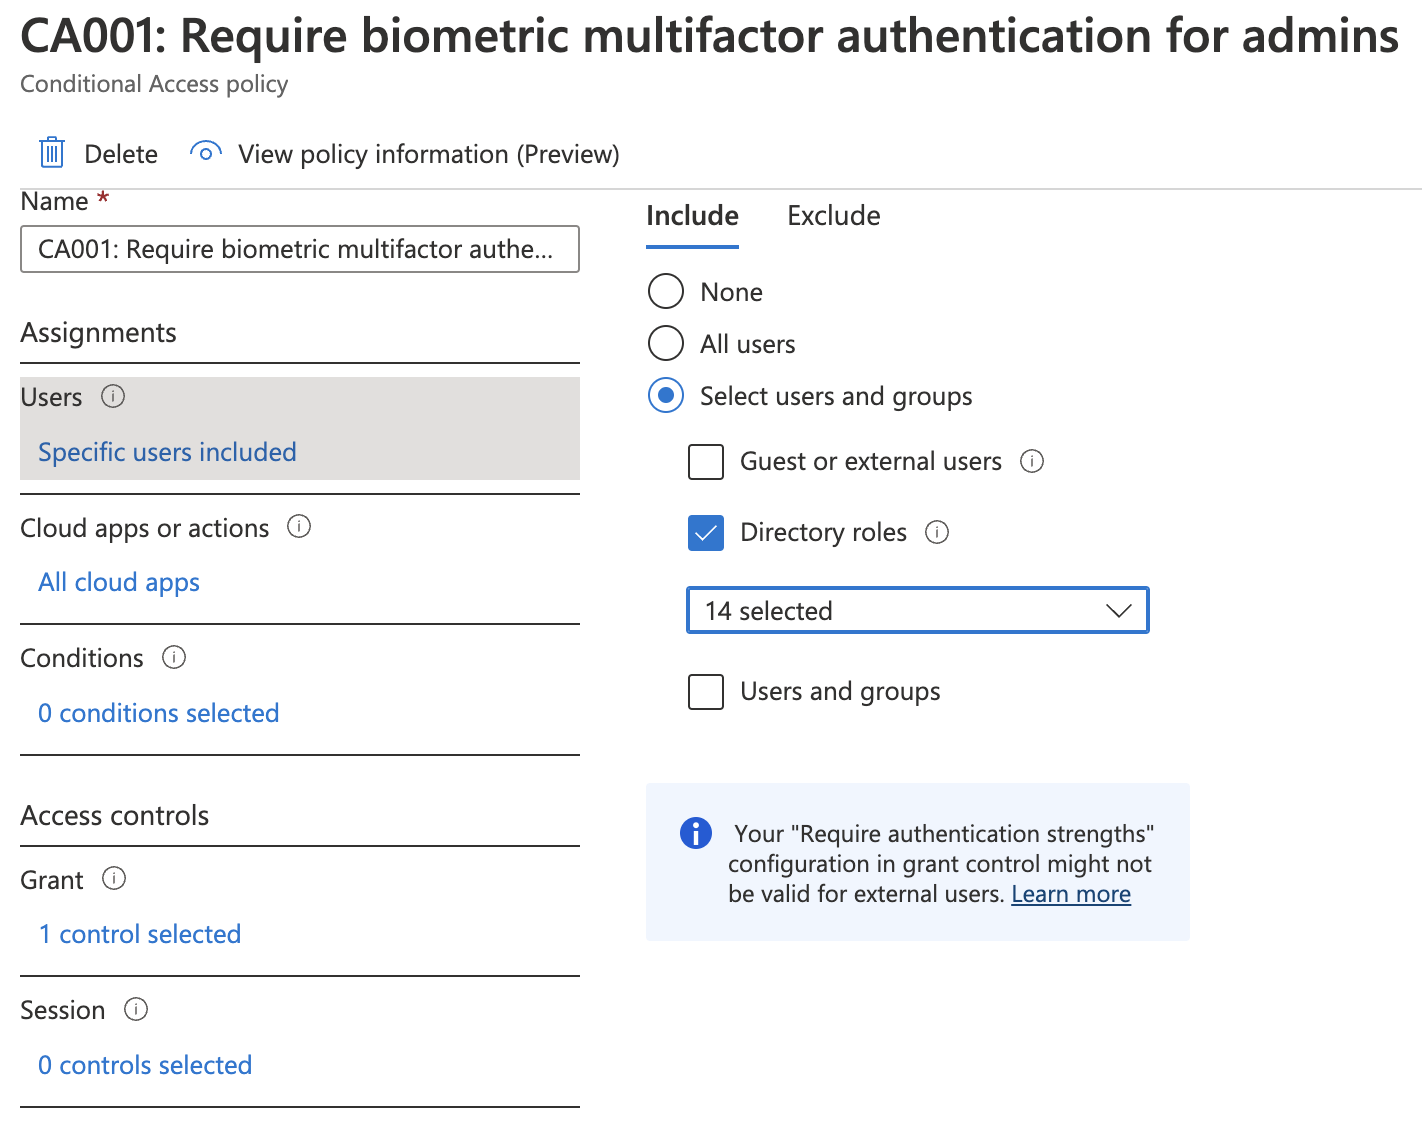 CA001: Require biometric multifactor authentication for admins
Conditional Access policy
Delete
View policy information (Preview)
Name *
CA001: Require biometric multifactor authe...
Assignments
Users
Specific users included
Cloud apps or actions
All cloud apps
Conditions
0 conditions selected
Access controls
Grant
1 control selected
Session
0 controls selected
Include
Exclude
None
All users
Select users and groups
Guest or external users
Directory roles
14 selected
Users and groups
Your "Require authentication strengths"
configuration in grant control might not
be valid for external users. Learn more